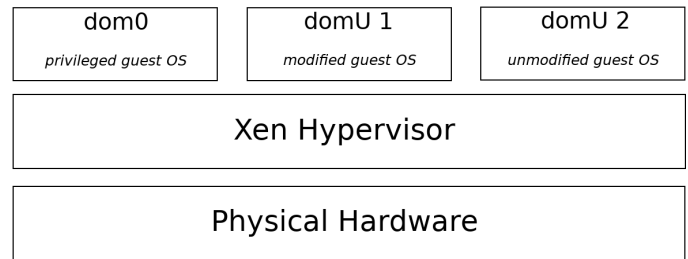 dom0
privileged guest OS
domU 1
modified guest OS
domU 2
unmodified guest OS
Xen Hypervisor
Physical Hardware